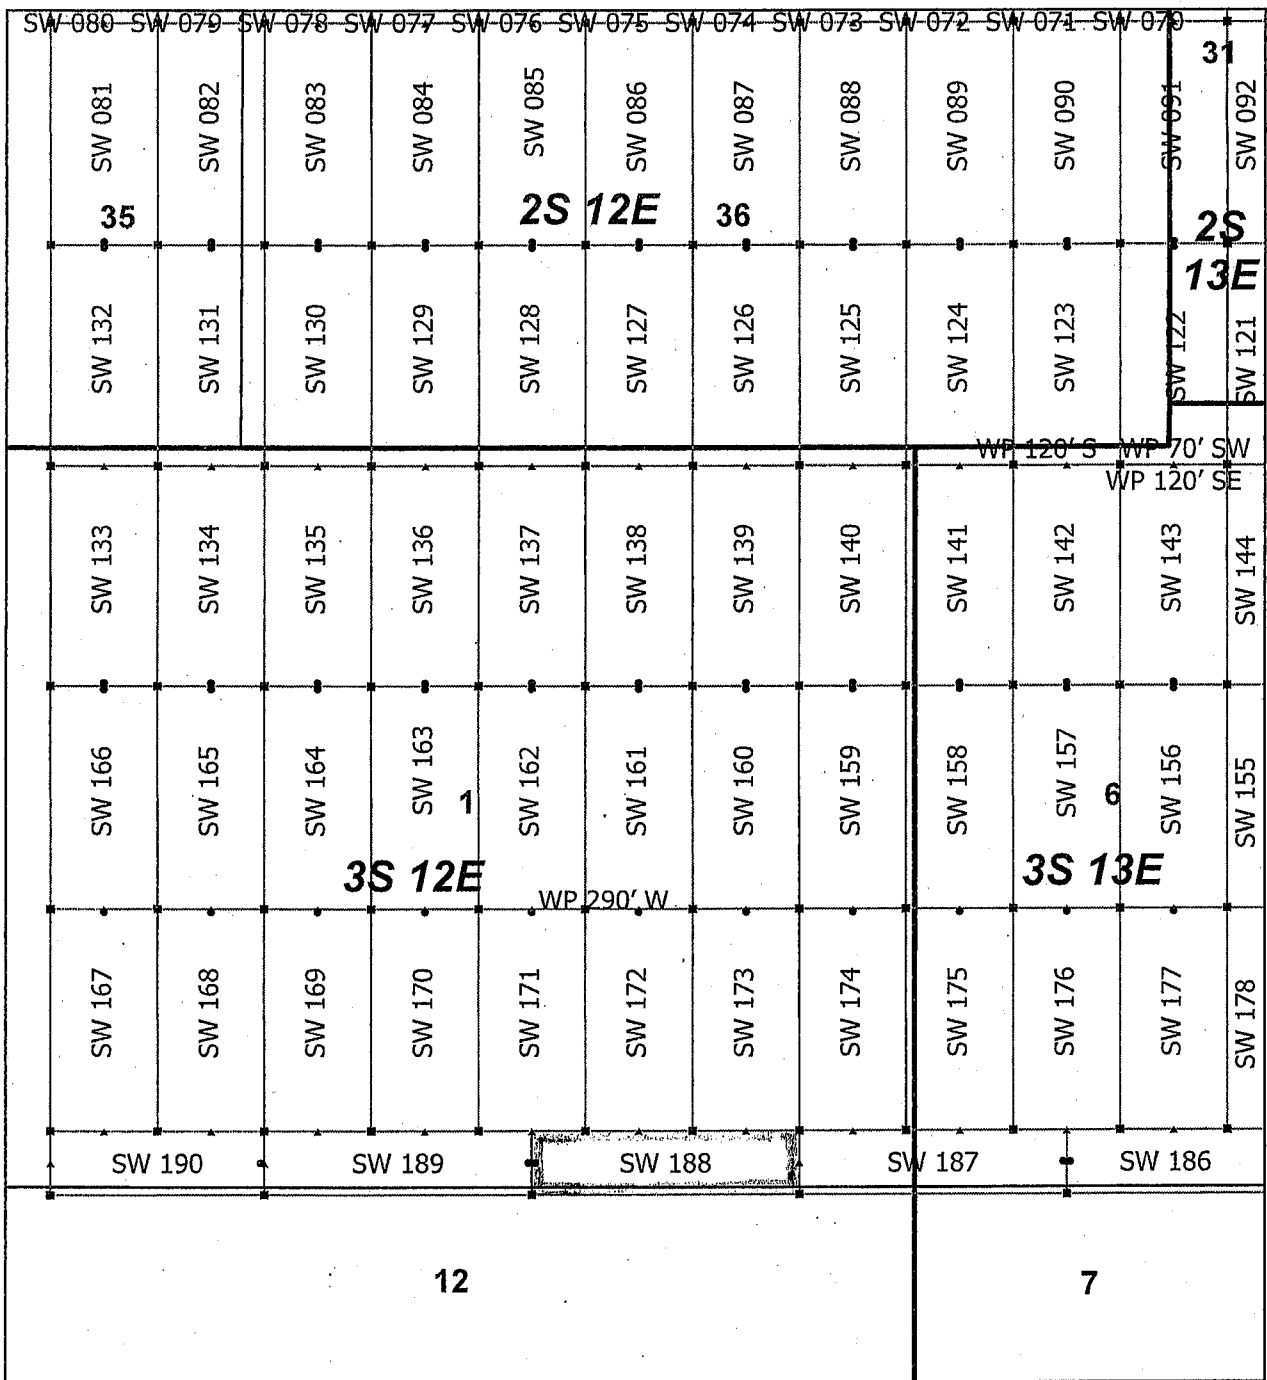 SW 080 SW 079 SW 078 SW 077 SW 076 SW 075 SW 074 SW 073 SW 072 SW 071 SW 070
31
SW 081 SW 082 SW 083 SW 084 SW 085 SW 086 SW 087 SW 088 SW 089 SW 090 SW 091 SW 092
35 2S 12E 36 2S
13E
SW 132 SW 131 SW 130 SW 129 SW 128 SW 127 SW 126 SW 125 SW 124 SW 123 SW 122 SW 121
WP 120' S WP 70' SW
WP 120' SE
SW 133 SW 134 SW 135 SW 136 SW 137 SW 138 SW 139 SW 140 SW 141 SW 142 SW 143 SW 144
SW 166 SW 165 SW 164 SW 163 SW 162 SW 161 SW 160 SW 159 SW 158 SW 157 SW 156 SW 155
1 6
3S 12E 3S 13E
WP 290' W
SW 167 SW 168 SW 169 SW 170 SW 171 SW 172 SW 173 SW 174 SW 175 SW 176 SW 177 SW 178
SW 190 SW 189 SW 188 SW 187 SW 186
12 7